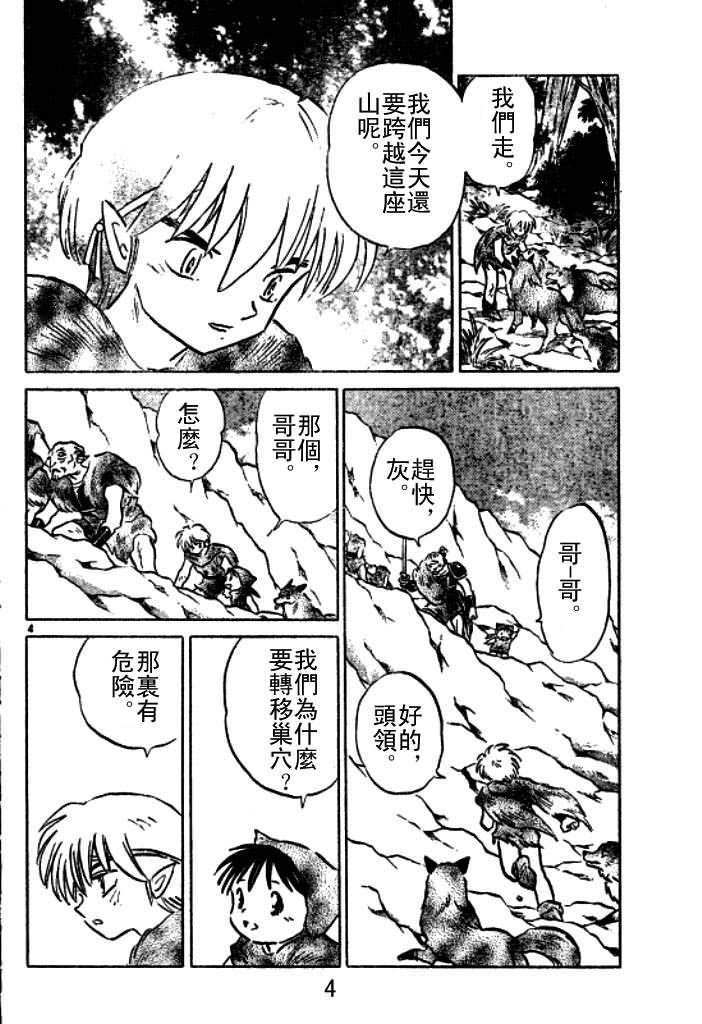 我們走。
我們今天還
要跨越這座
山呢。
哥─哥。
趕快，
灰。
好的，
頭領。
那個，
哥哥。
怎麼？
我們為什麼
要轉移巢穴？
那裏有
危險。
4
4